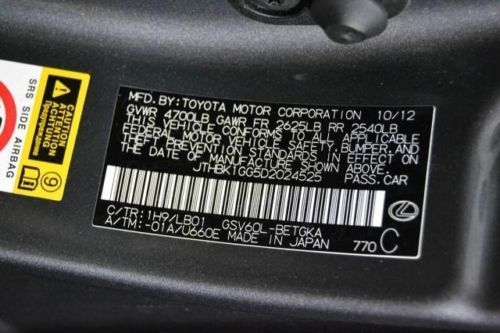 MFD.BY: TOYOTA MOTOR CORPORATION 10/12
GVWR 4700LB GAWR FR 2625LB RR 2540LB
THIS VEHICLE CONFORMS TO ALL APPLICABLE
FEDERAL MOTOR VEHICLE SAFETY, BUMPER, AND
THEFT PREVENTION STANDARDS IN EFFECT ON
THE DATE OF MANUFACTURE SHOWN ABOVE.
JTHBK1GG5D2024525 PASS.CAR
C/TR: 1H9/LB01 GSV60L-BETGKA
A/TM: -01A/U660E MADE IN JAPAN 770 C
SRS SIDE AIRBAG
CAUTION
ATTENTION
ACHTUNG
9